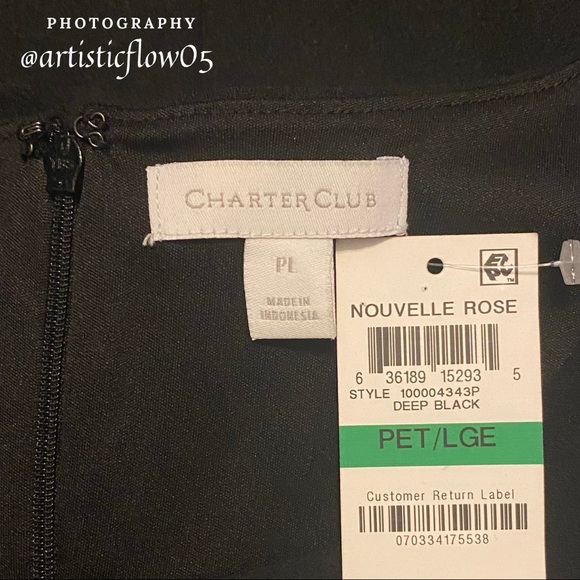 PHOTOGRAPHY
@artisticflow05
CHARTER CLUB
PL
MADE IN
INDONESIA
NOUVELLE ROSE
6 36189 15293 5
STYLE 100004343P
DEEP BLACK
PET/LGE
Customer Return Label
070334175538